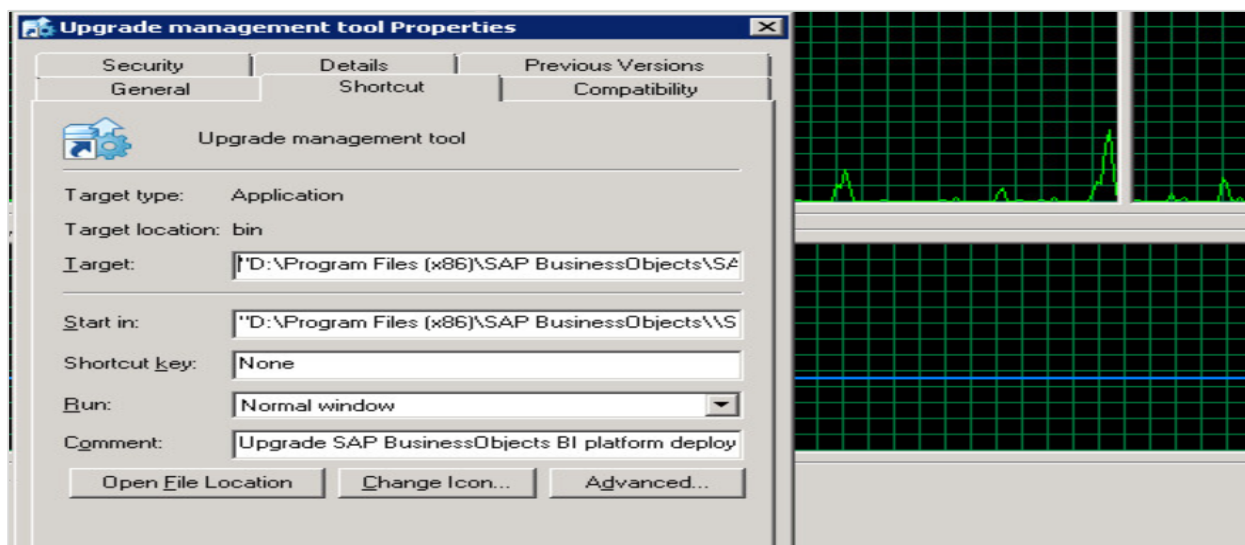 Upgrade management tool Properties
Security Details Previous Versions
General Shortcut Compatibility
Upgrade management tool
Target type: Application
Target location: bin
Target: "D:\Program Files (x86)\SAP BusinessObjects\SA
Start in: "D:\Program Files (x86)\SAP BusinessObjects\\S
Shortcut key: None
Run: Normal window
Comment: Upgrade SAP BusinessObjects BI platform deploy
Open File Location Change Icon... Advanced...